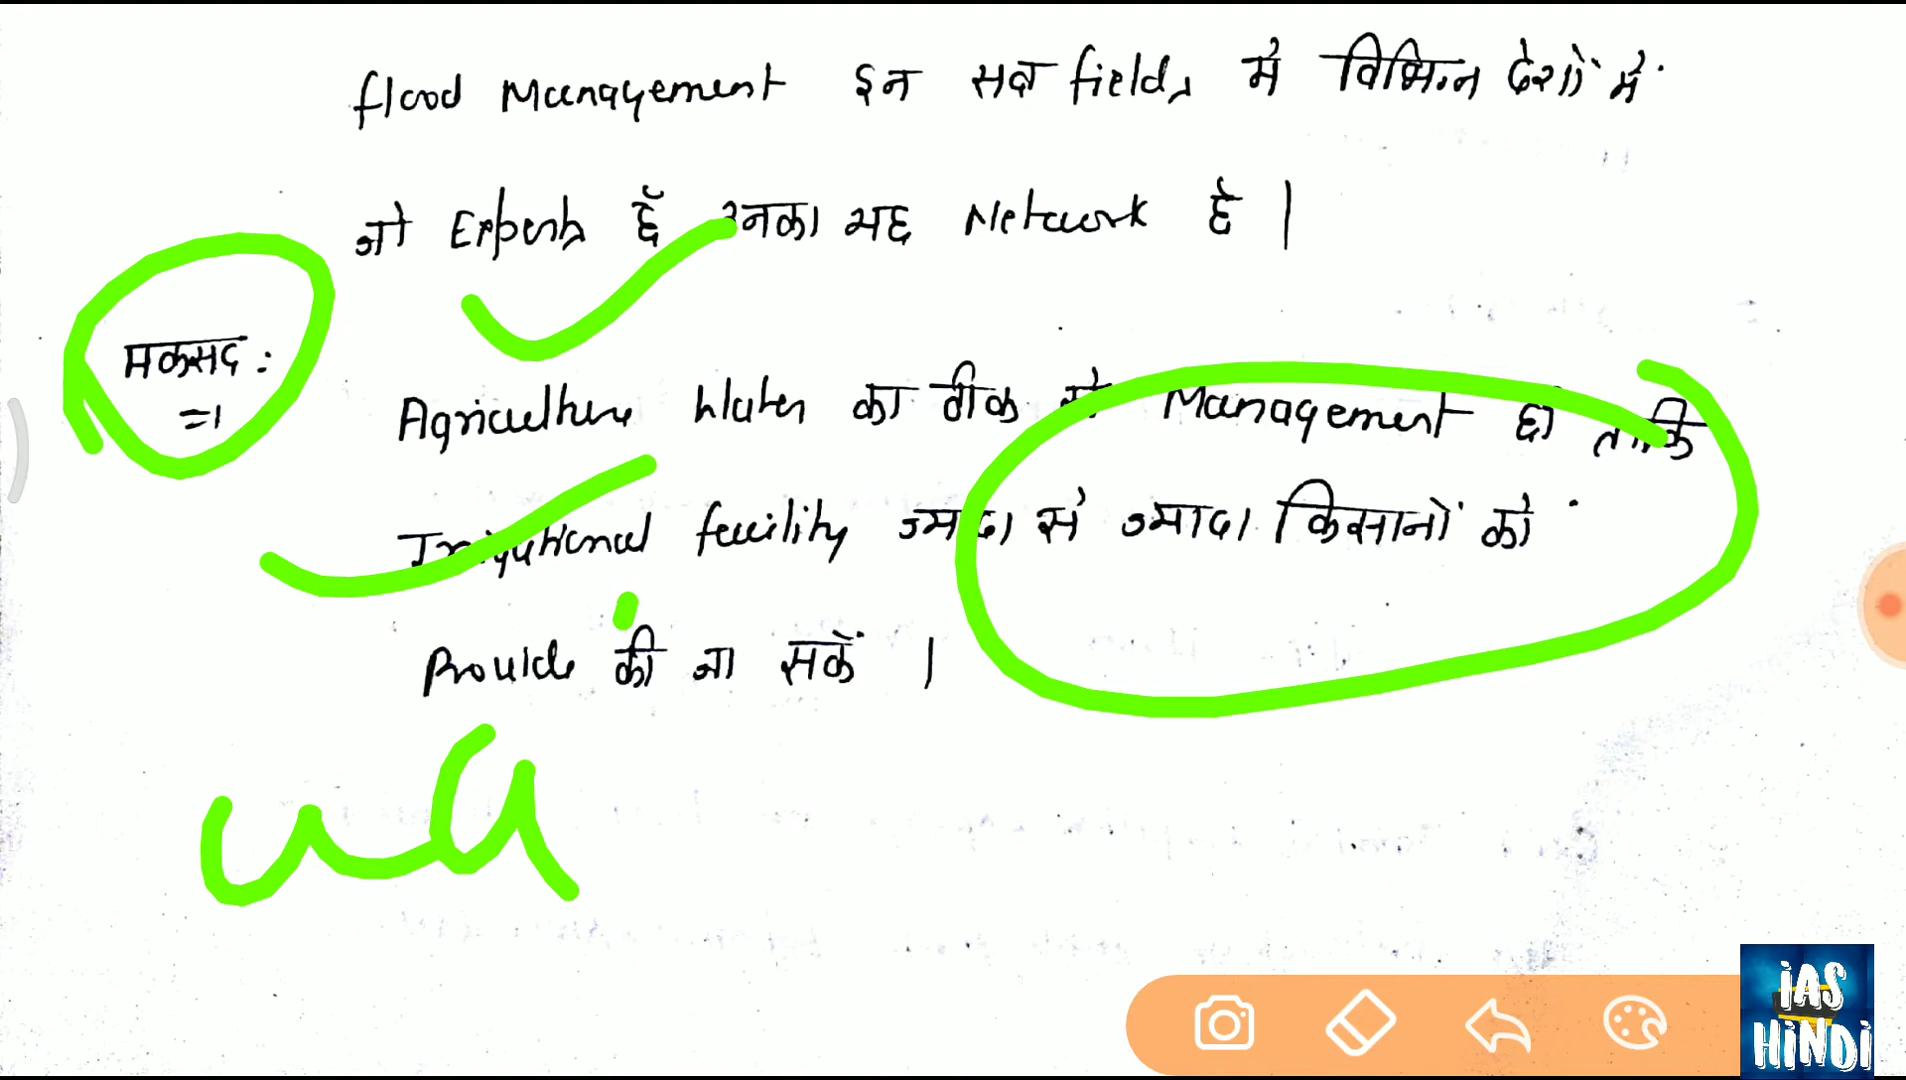 flood Management इन सब fields में विभिन्न देशों में
जो Experts हैं उनका यह Network है |
मकसद :
=1
Agriculture Water का ठीक से Management हो ताकि
Irrigational facility ज्यादा से ज्यादा किसानों को
Provide की जा सकें |
iAS
HiNDi